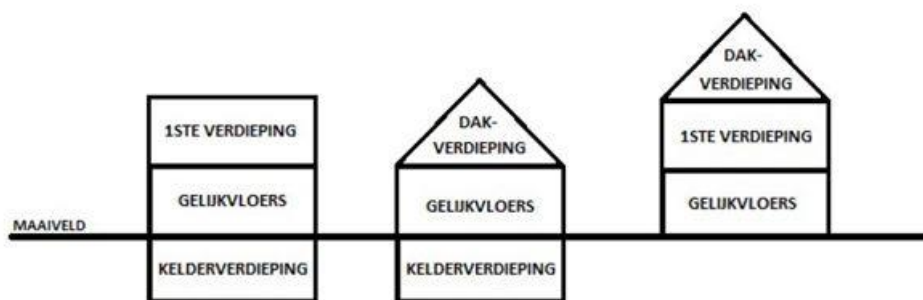 1STE VERDIEPING
GELIJKVLOERS
KELDERVERDIEPING
DAK-
VERDIEPING
GELIJKVLOERS
KELDERVERDIEPING
DAK-
VERDIEPING
1STE VERDIEPING
GELIJKVLOERS
MAAIVELD